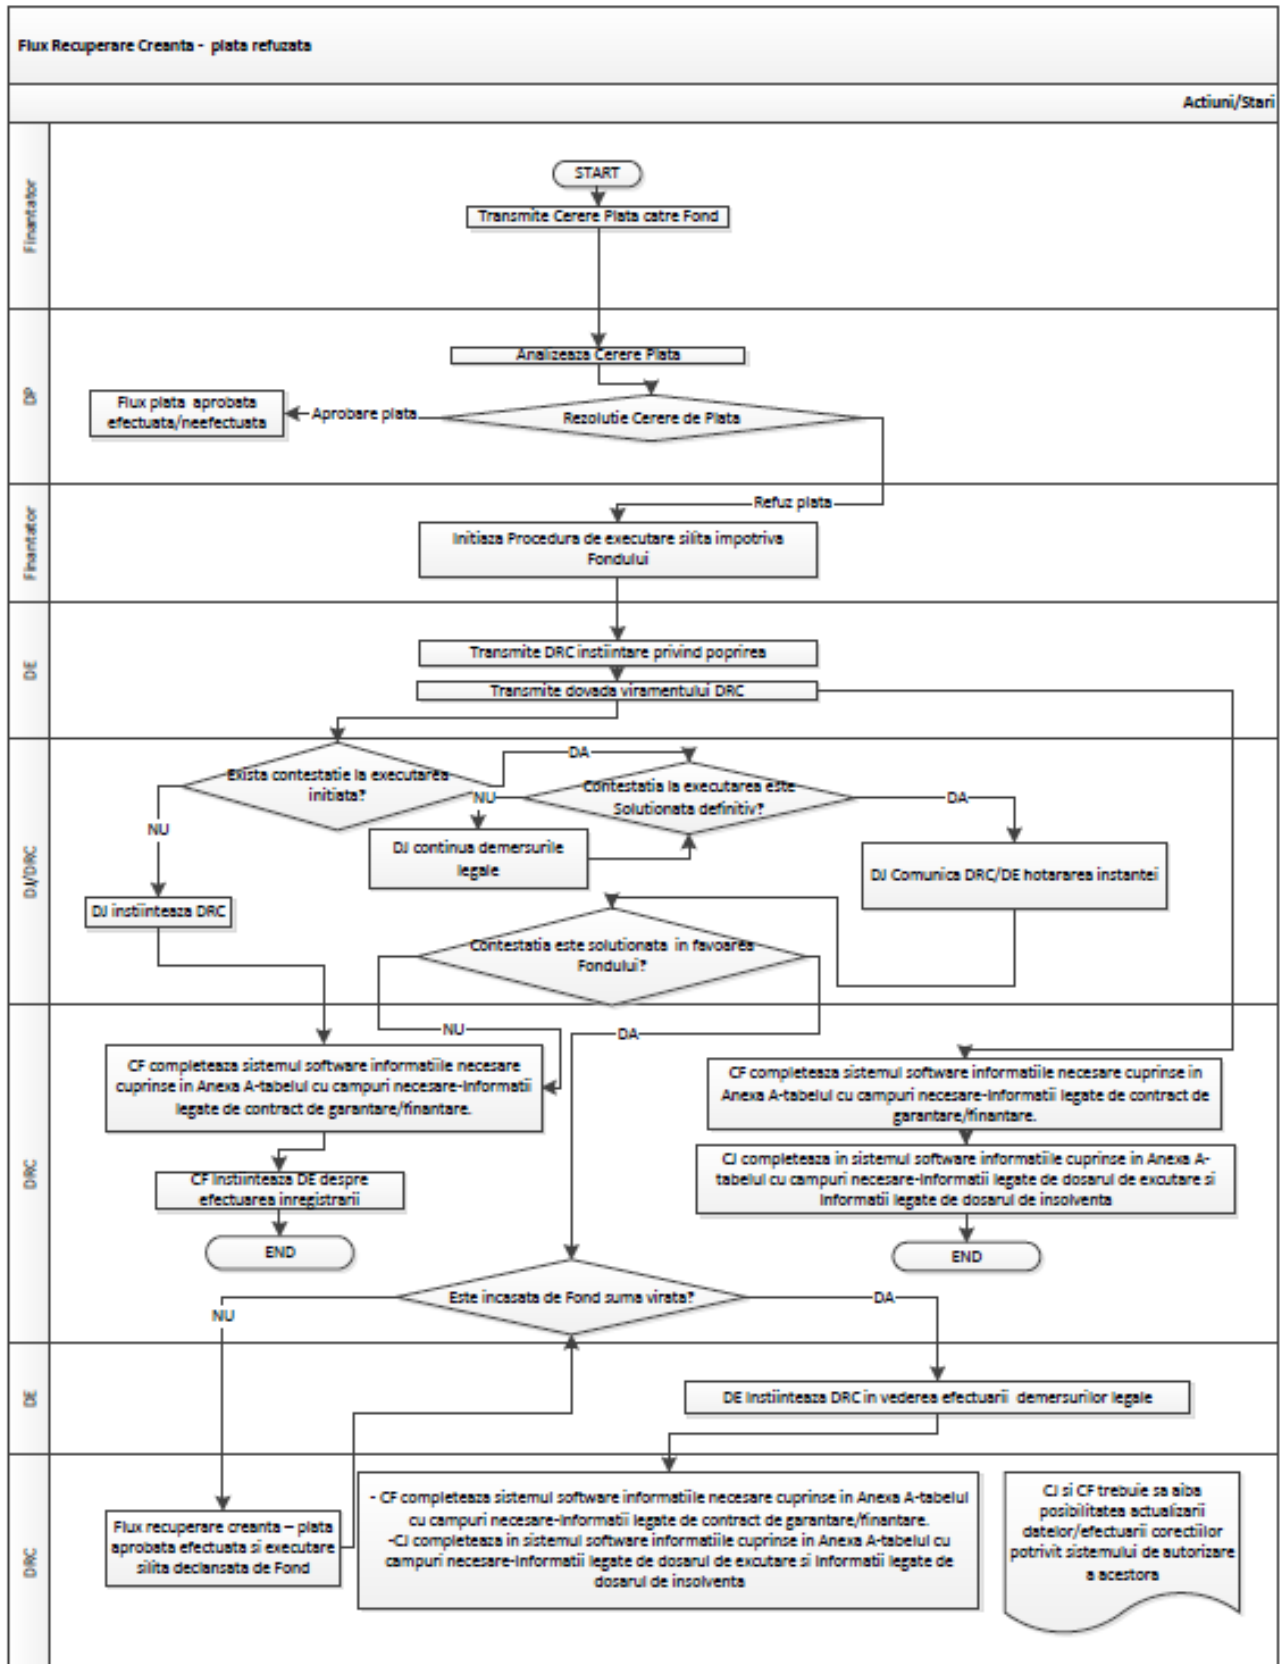 Flux Recuperare Creanta - plata refuzata
Actiuni/Stari
Finantator
START
Transmite Cerere Plata catre Fond
DP
Analizeaza Cerere Plata
Flux plata aprobata
efectuata/neefectuata
Aprobare plata
Rezolutie Cerere de Plata
Finantator
Refuz plata
Initiaza Procedura de executare silita impotriva
Fondului
DE
Transmite DRC instiintare privind poprirea
Transmite dovada viramentului DRC
DJ/DRC
Exista contestatie la executarea
initiata?
DA
Contestatia la executarea este
Solutionata definitiv?
NU
DA
NU
DJ continua demersurile
legale
DJ Comunica DRC/DE hotararea instantei
DJ instiinteaza DRC
Contestatia este solutionata in favoarea
Fondului?
DRC
NU
DA
CF completeaza sistemul software informatiile necesare
cuprinse in Anexa A-tabelul cu campuri necesare-Informatii
legate de contract de garantare/finantare.
CF completeaza sistemul software informatiile necesare cuprinse in
Anexa A-tabelul cu campuri necesare-Informatii legate de contract de
garantare/finantare.
CF Instiinteaza DE despre
efectuarea inregistrarii
CJ completeaza in sistemul software informatiile cuprinse in Anexa A-
tabelul cu campuri necesare-Informatii legate de dosarul de excutare si
Informatii legate de dosarul de insolventa
END
END
Este incasata de Fond suma virata?
NU
DA
DE
DE Instiinteaza DRC in vederea efectuarii demersurilor legale
DRC
Flux recuperare creanta – plata
aprobata efectuata si executare
silita declansata de Fond
- CF completeaza sistemul software informatiile necesare cuprinse in Anexa A-tabelul
cu campuri necesare-Informatii legate de contract de garantare/finantare.
-CJ completeaza in sistemul software informatiile cuprinse in Anexa A-tabelul cu
campuri necesare-Informatii legate de dosarul de excutare si Informatii legate de
dosarul de insolventa
CJ si CF trebuie sa aiba
posibilitatea actualizarii
datelor/efectuarii corectiilor
potrivit sistemului de autorizare
a acestora